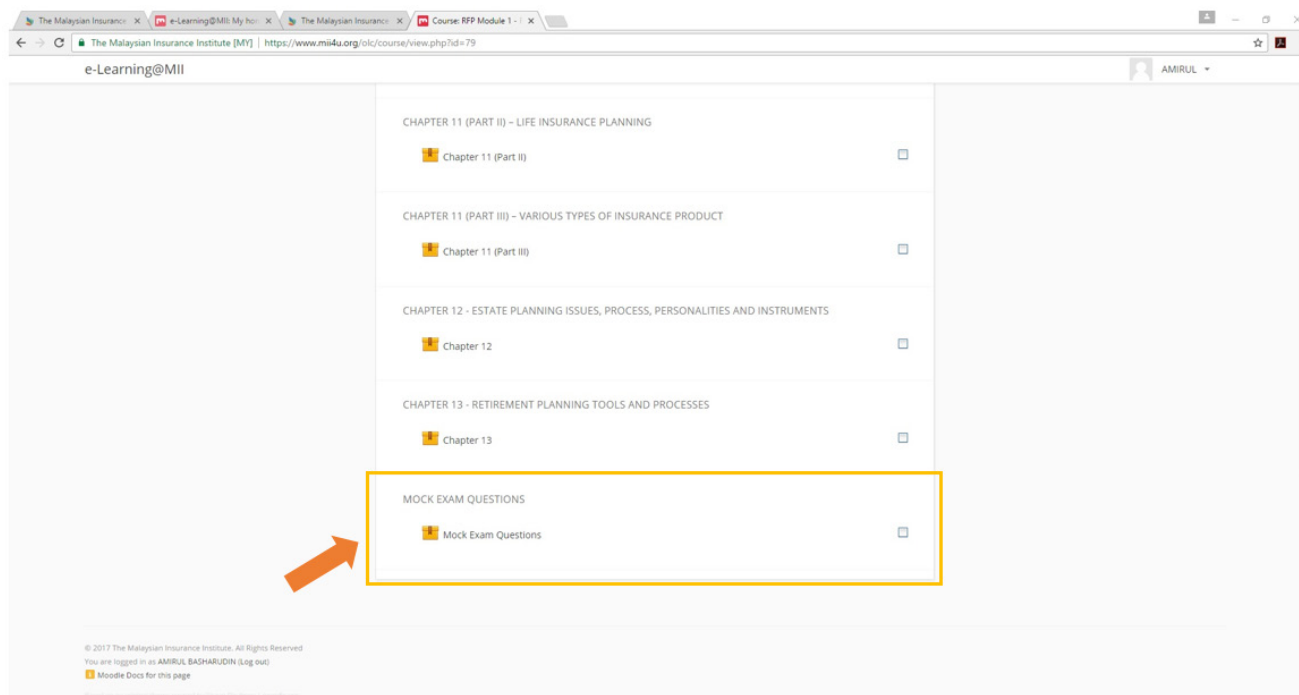 The Malaysian Insurance
e-Learning@MII: My ho
The Malaysian Insurance
Course: RFP Module 1 -
The Malaysian Insurance Institute [MY] https://www.mii4u.org/olc/course/view.php?id=79
e-Learning@MII
AMIRUL
CHAPTER 11 (PART II) – LIFE INSURANCE PLANNING
Chapter 11 (Part II)
CHAPTER 11 (PART III) – VARIOUS TYPES OF INSURANCE PRODUCT
Chapter 11 (Part III)
CHAPTER 12 - ESTATE PLANNING ISSUES, PROCESS, PERSONALITIES AND INSTRUMENTS
Chapter 12
CHAPTER 13 - RETIREMENT PLANNING TOOLS AND PROCESSES
Chapter 13
MOCK EXAM QUESTIONS
Mock Exam Questions
© 2017 The Malaysian Insurance Institute. All Rights Reserved
You are logged in as AMIRUL BASHARUDIN (Log out)
Moodle Docs for this page